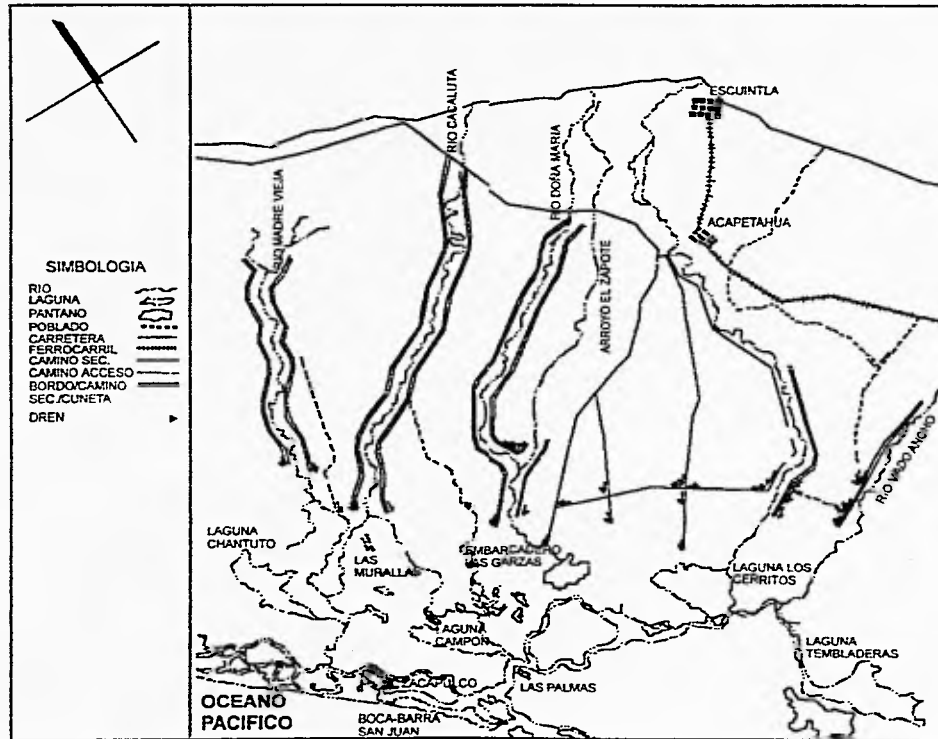 SIMBOLOGIA
RIO
LAGUNA
PANTANO
POBLADO
CARRETERA
FERROCARRIL
CAMINO SEC.
CAMINO ACCESO
BORDO/CAMINO
SEC./CUNETA
DREN
ESCUINTLA
RIO CACALUTA
RIO DOÑA MARIA
RIO MADRE VIEJA
ACAPETAHUA
ARROYO EL ZAPOTE
RIO VADO ANCHO
LAGUNA
CHANTUTO
LAS
MURALLAS
EMBARCADERO
LAS GARZAS
LAGUNA LOS
CERRITOS
LAGUNA
CAMPON
LAGUNA
TEMBLADERAS
ZACAPULCO
LAS PALMAS
OCEANO
PACIFICO
BOCA-BARRA
SAN JUAN